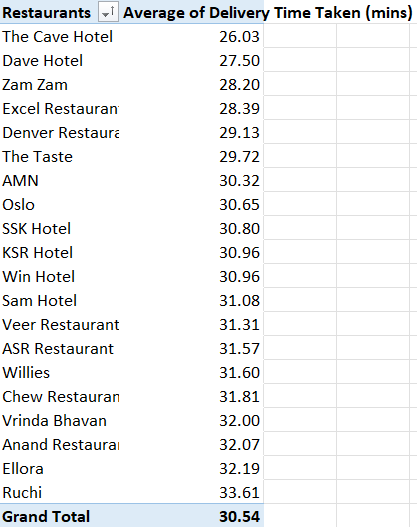 Restaurants Average of Delivery Time Taken (mins)
The Cave Hotel 26.03
Dave Hotel 27.50
Zam Zam 28.20
Excel Restauran 28.39
Denver Restaura 29.13
The Taste 29.72
AMN 30.32
Oslo 30.65
SSK Hotel 30.80
KSR Hotel 30.96
Win Hotel 30.96
Sam Hotel 31.08
Veer Restaurant 31.31
ASR Restaurant 31.57
Willies 31.60
Chew Restauran 31.81
Vrinda Bhavan 32.00
Anand Restaura 32.07
Ellora 32.19
Ruchi 33.61
Grand Total 30.54